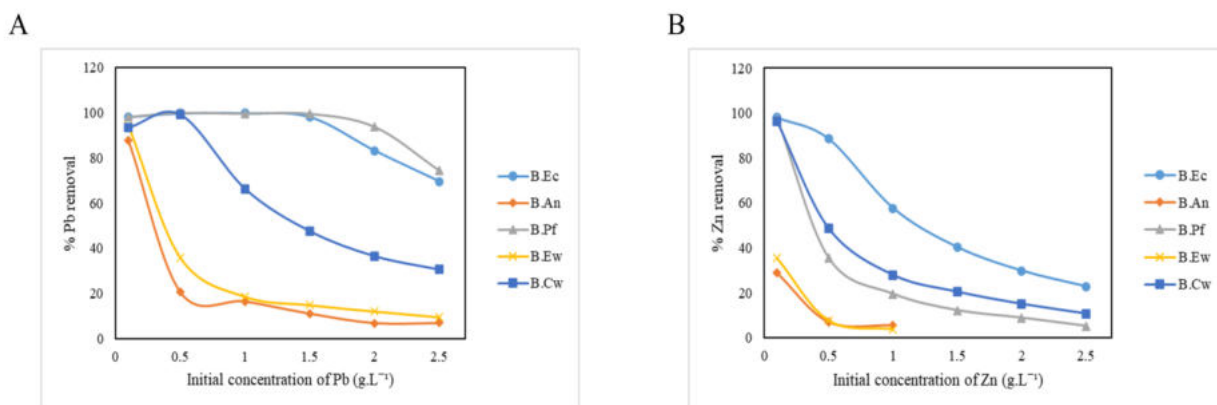 A
120
100
80
60
40
20
0
% Pb removal
0 0.5 1 1.5 2 2.5
Initial concentration of Pb (g.L⁻¹)
B.Ec
B.An
B.Pf
B.Ew
B.Cw
B
120
100
80
60
40
20
0
% Zn removal
0 0.5 1 1.5 2 2.5
Initial concentration of Zn (g.L⁻¹)
B.Ec
B.An
B.Pf
B.Ew
B.Cw